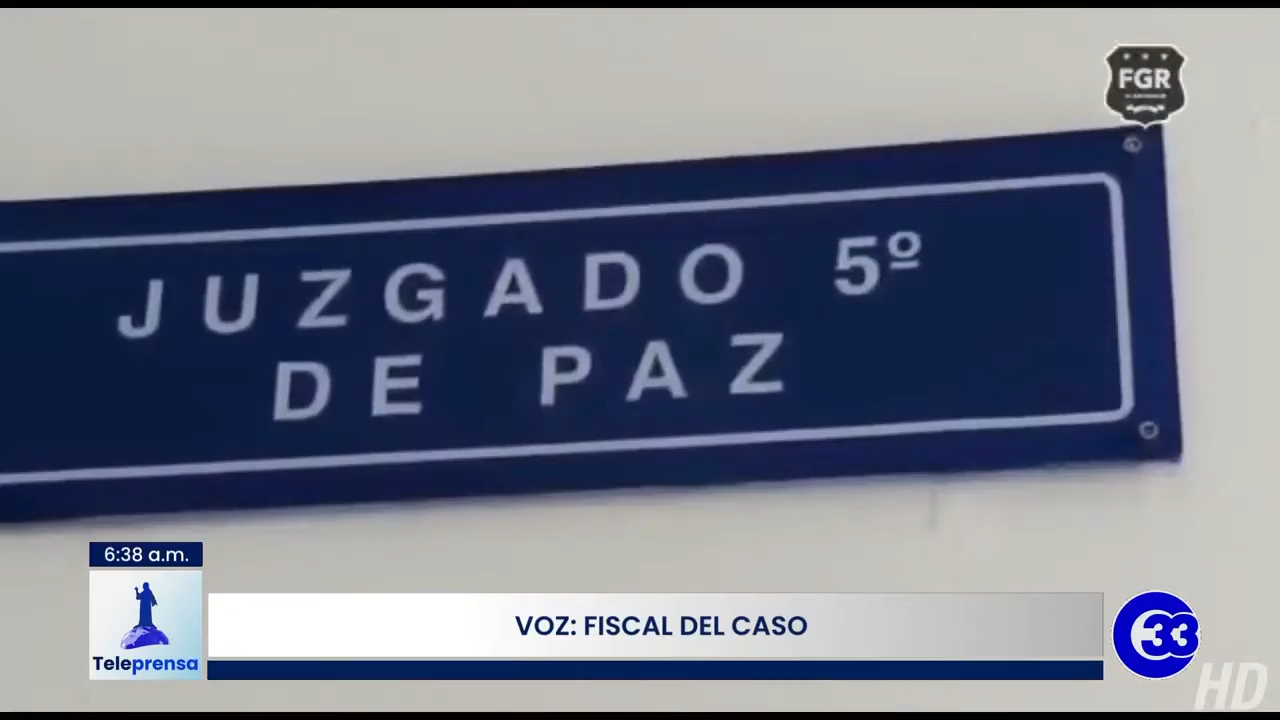 FGR
JUZGADO 5º
DE PAZ
6:38 a.m.
VOZ: FISCAL DEL CASO
Teleprensa
33
HD